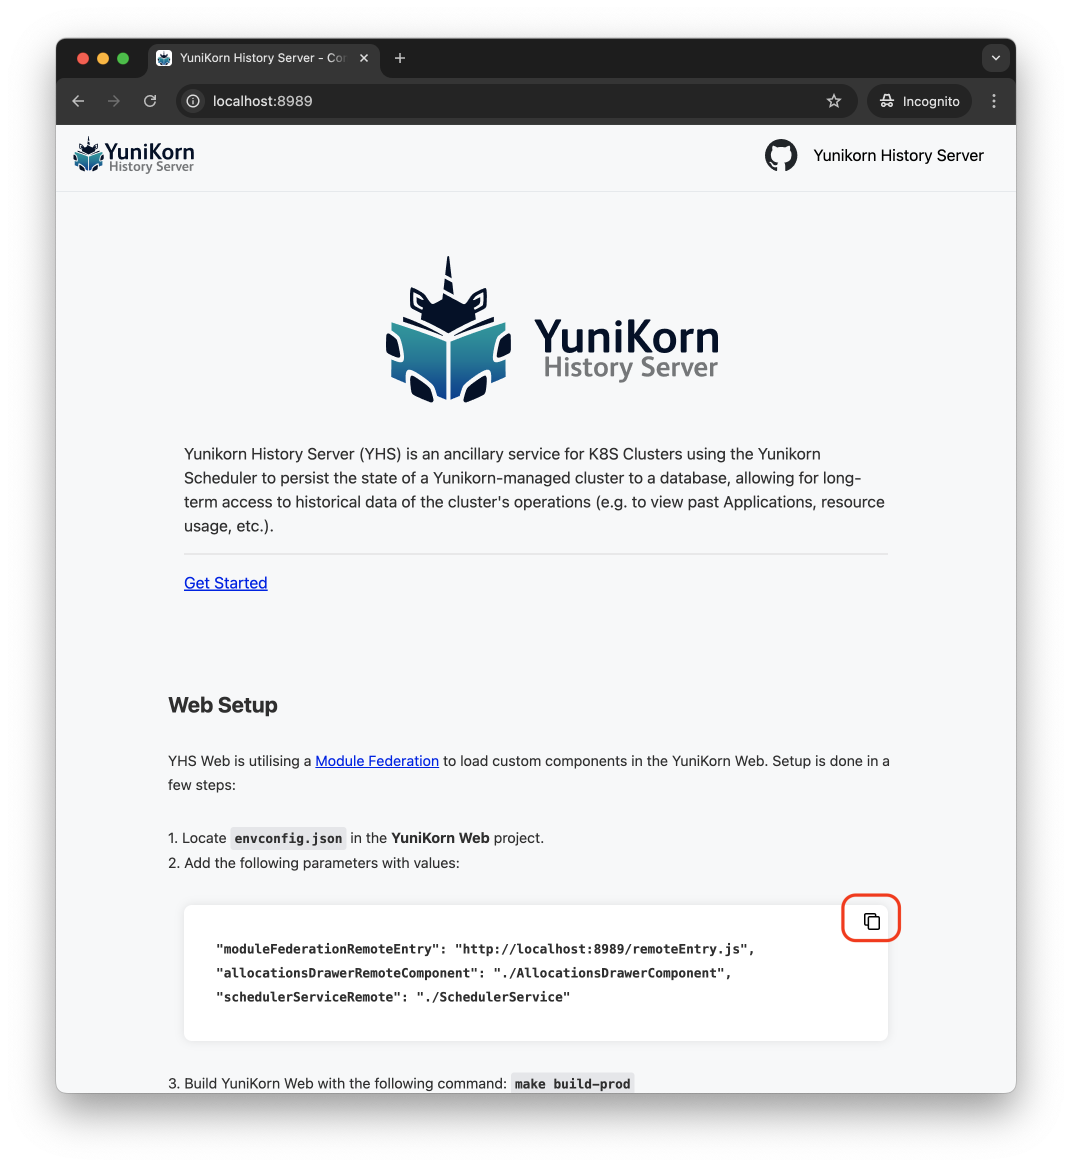 YuniKorn History Server - Cor
localhost:8989
Incognito
YuniKorn
History Server
Yunikorn History Server
YuniKorn
History Server
Yunikorn History Server (YHS) is an ancillary service for K8S Clusters using the Yunikorn
Scheduler to persist the state of a Yunikorn-managed cluster to a database, allowing for long-
term access to historical data of the cluster's operations (e.g. to view past Applications, resource
usage, etc.).
Get Started
Web Setup
YHS Web is utilising a Module Federation to load custom components in the YuniKorn Web. Setup is done in a
few steps:
1. Locate envconfig.json in the YuniKorn Web project.
2. Add the following parameters with values:
"moduleFederationRemoteEntry": "http://localhost:8989/remoteEntry.js",
"allocationsDrawerRemoteComponent": "./AllocationsDrawerComponent",
"schedulerServiceRemote": "./SchedulerService"
3. Build YuniKorn Web with the following command: make build-prod